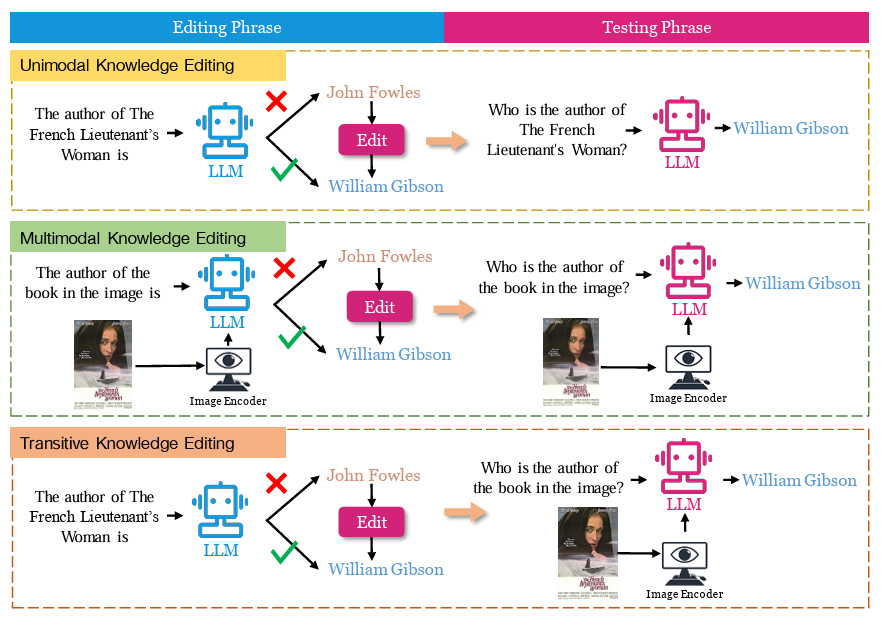 Editing Phrase
Testing Phrase
Unimodal Knowledge Editing
The author of The
French Lieutenant's
Woman is
LLM
John Fowles
Edit
William Gibson
Who is the author of
The French
Lieutenant's Woman?
LLM
William Gibson
Multimodal Knowledge Editing
The author of the
book in the image is
LLM
Image Encoder
John Fowles
Edit
William Gibson
Who is the author of
the book in the image?
LLM
Image Encoder
William Gibson
Transitive Knowledge Editing
The author of The
French Lieutenant's
Woman is
LLM
John Fowles
Edit
William Gibson
Who is the author of
the book in the image?
LLM
Image Encoder
William Gibson